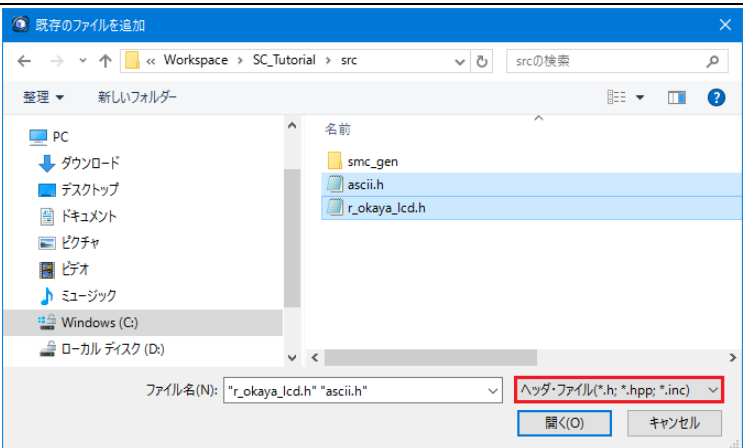 既存のファイルを追加
« Workspace › SC_Tutorial › src
srcの検索
整理 ▼ 新しいフォルダー
PC
ダウンロード
デスクトップ
ドキュメント
ピクチャ
ビデオ
ミュージック
Windows (C:)
ローカル ディスク (D:)
名前
smc_gen
ascii.h
r_okaya_lcd.h
ファイル名(N): "r_okaya_lcd.h" "ascii.h"
ヘッダ・ファイル(*.h; *.hpp; *.inc)
開く(O) キャンセル